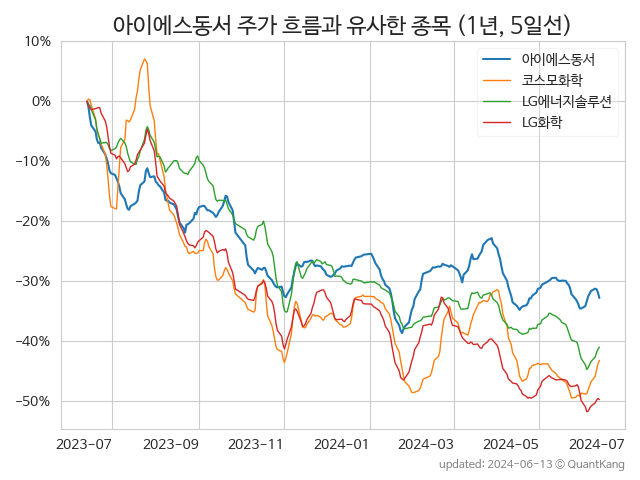 아이에스동서 주가 흐름과 유사한 종목 (1년, 5일선)
10%
0%
−10%
−20%
−30%
−40%
−50%
아이에스동서
코스모화학
LG에너지솔루션
LG화학
2023-07
2023-09
2023-11
2024-01
2024-03
2024-05
2024-07
updated: 2024-06-13 © QuantKang